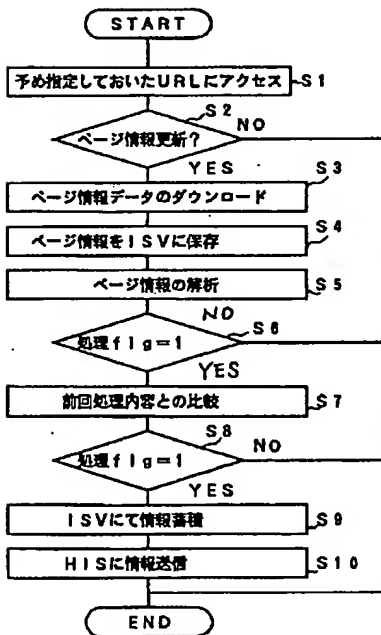 START
予め指定しておいたURLにアクセス S1
S2
ページ情報更新? NO
YES
S3
ページ情報データのダウンロード
S4
ページ情報をISVに保存
ページ情報の解析 S5
NO
S6
処理flg=1
YES
前回処理内容との比較 S7
S8
処理flg=1 NO
YES
ISVにて情報蓄積 S9
HISに情報送信 S10
END